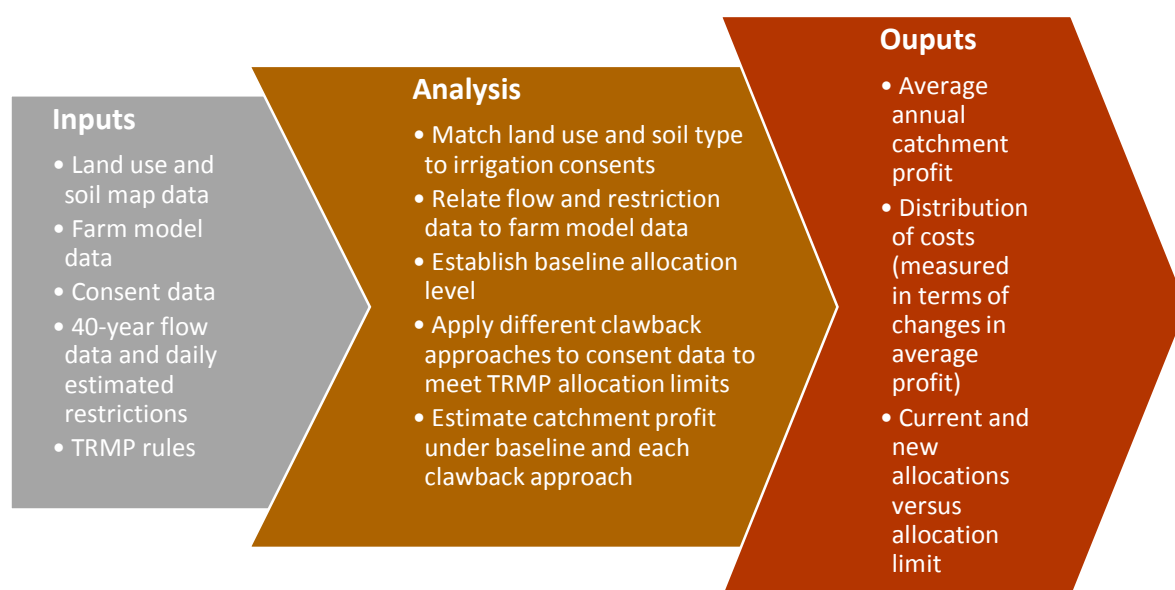 Inputs
• Land use and
soil map data
• Farm model
data
• Consent data
• 40-year flow
data and daily
estimated
restrictions
• TRMP rules
Analysis
• Match land use and soil type
to irrigation consents
• Relate flow and restriction
data to farm model data
• Establish baseline allocation
level
• Apply different clawback
approaches to consent data to
meet TRMP allocation limits
• Estimate catchment profit
under baseline and each
clawback approach
Ouputs
• Average
annual
catchment
profit
• Distribution
of costs
(measured
in terms of
changes in
average
profit)
• Current and
new
allocations
versus
allocation
limit